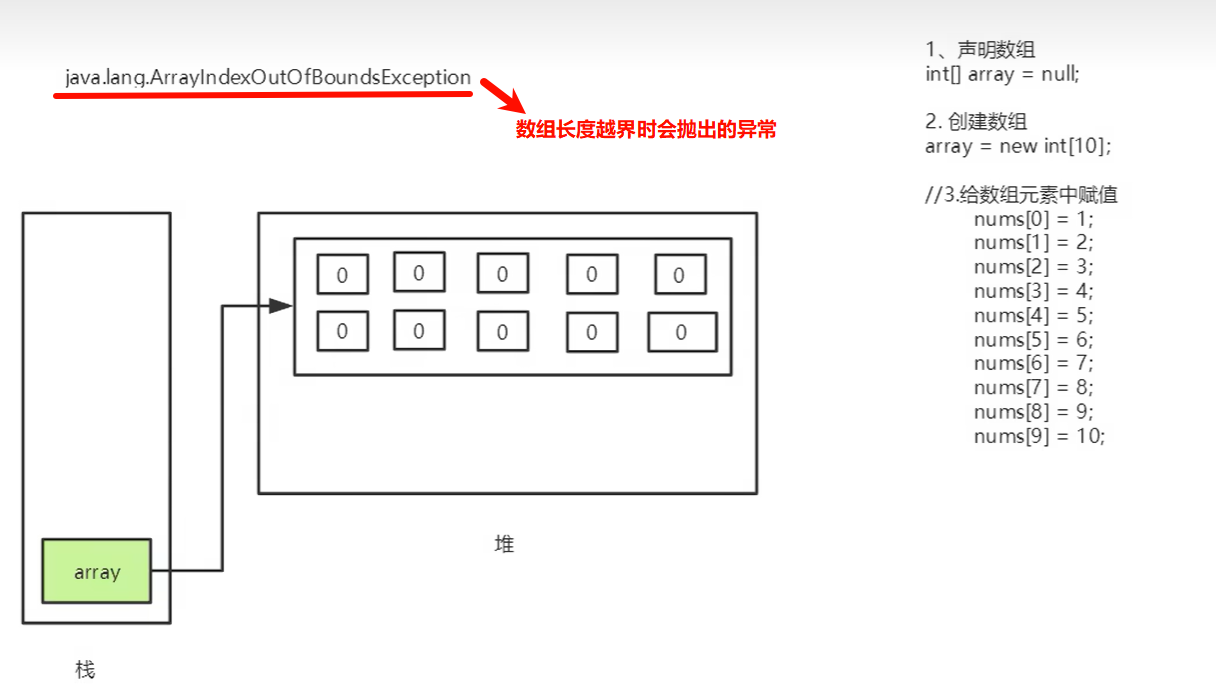 java.lang.ArrayIndexOutOfBoundsException
数组长度越界时会抛出的异常
1、声明数组
int[] array = null;
2. 创建数组
array = new int[10];
//3.给数组元素中赋值
nums[0] = 1;
nums[1] = 2;
nums[2] = 3;
nums[3] = 4;
nums[4] = 5;
nums[5] = 6;
nums[6] = 7;
nums[7] = 8;
nums[8] = 9;
nums[9] = 10;
0 0 0 0 0
0 0 0 0 0
堆
array
栈